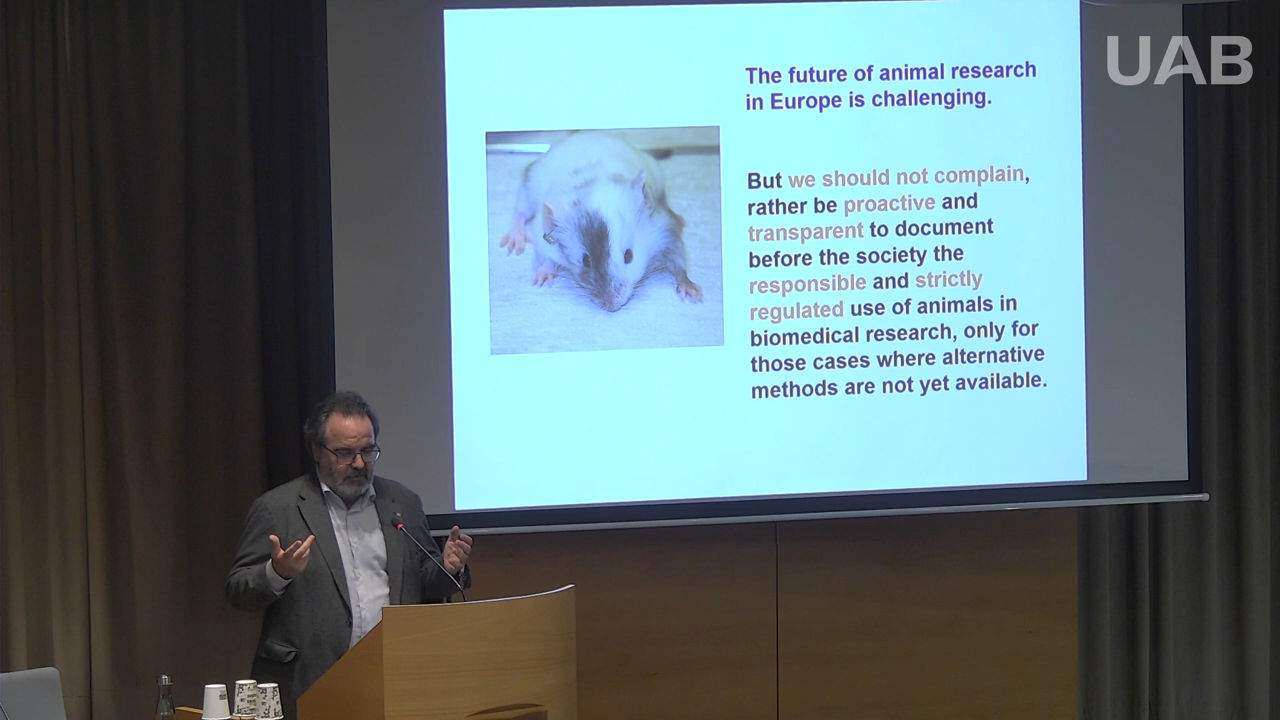 UAB
The future of animal research
in Europe is challenging.
But we should not complain,
rather be proactive and
transparent to document
before the society the
responsible and strictly
regulated use of animals in
biomedical research, only for
those cases where alternative
methods are not yet available.